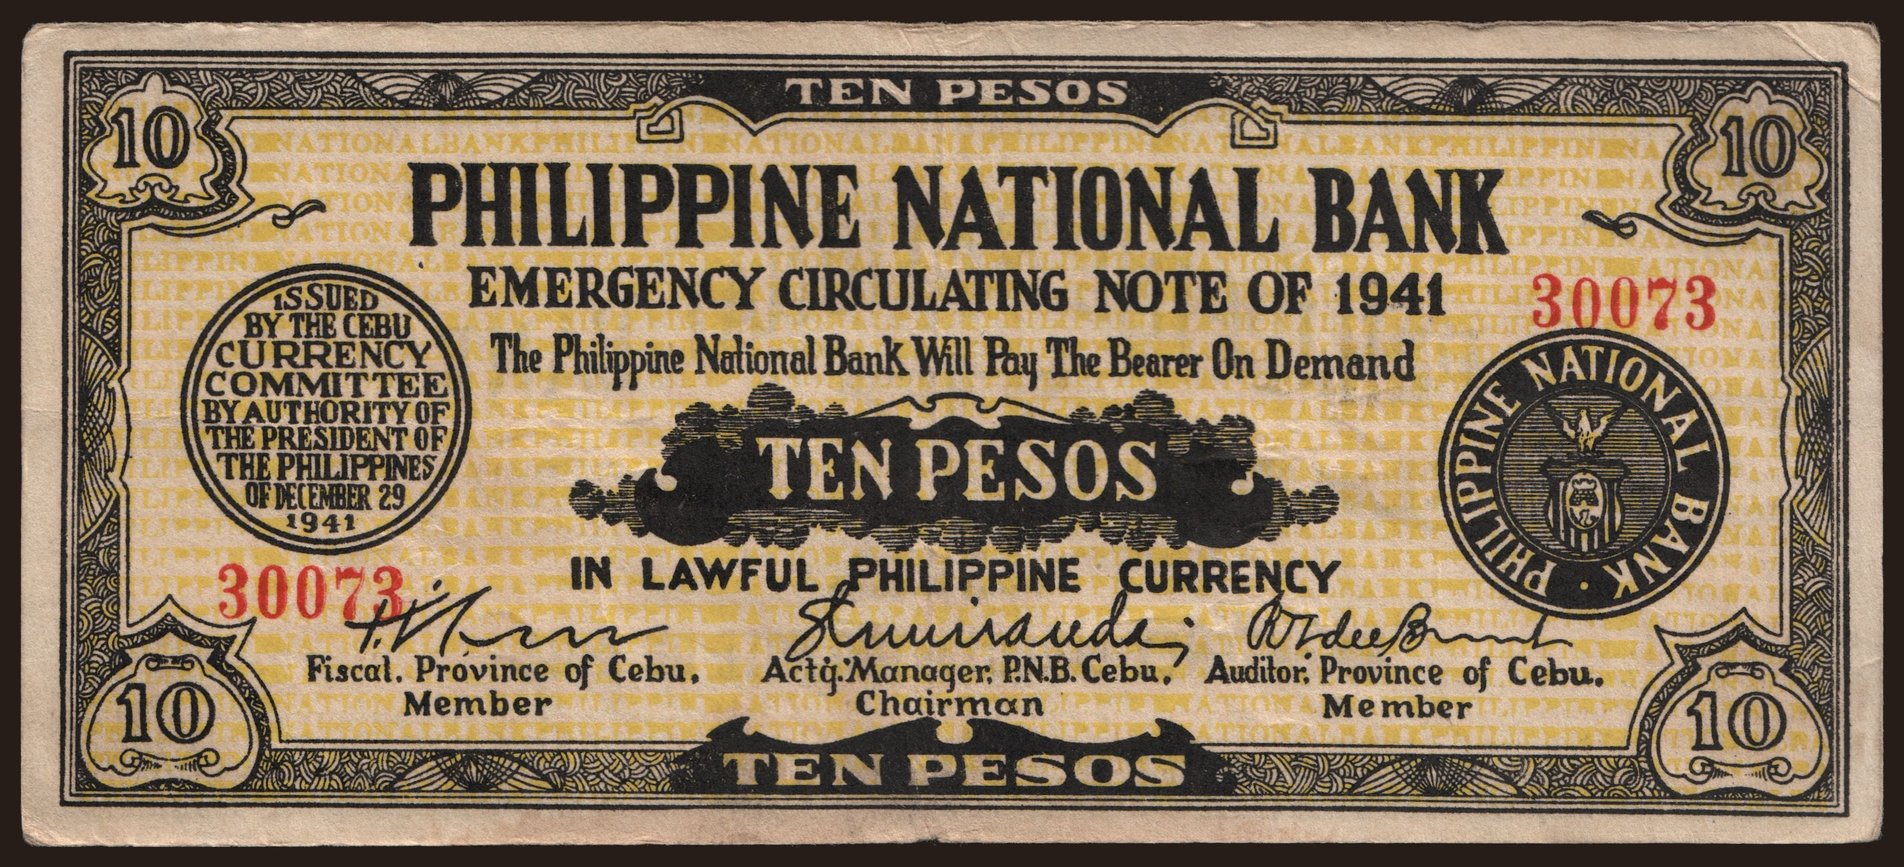 TEN PESOS
10
10
PHILIPPINE NATIONAL BANK
EMERGENCY CIRCULATING NOTE OF 1941
30073
The Philippine National Bank Will Pay The Bearer On Demand
ISSUED
BY THE CEBU
CURRENCY
COMMITTEE
BY AUTHORITY OF
THE PRESIDENT OF
THE PHILIPPINES
OF DECEMBER 29
1941
TEN PESOS
PHILIPPINE NATIONAL BANK
IN LAWFUL PHILIPPINE CURRENCY
30073
Fiscal. Province of Cebu.
Member
Actg. Manager, P.N.B. Cebu.
Chairman
Auditor. Province of Cebu.
Member
10
10
TEN PESOS